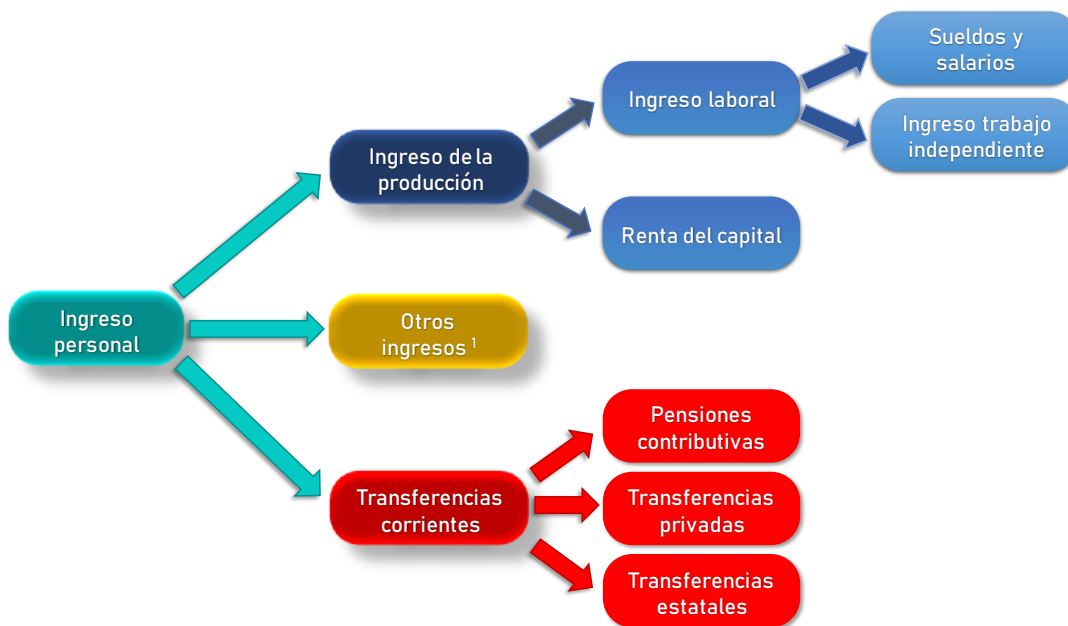 Sueldos y
salarios
Ingreso laboral
Ingreso trabajo
independiente
Ingreso de la
producción
Renta del capital
Ingreso
personal
Otros
ingresos ¹
Pensiones
contributivas
Transferencias
corrientes
Transferencias
privadas
Transferencias
estatales